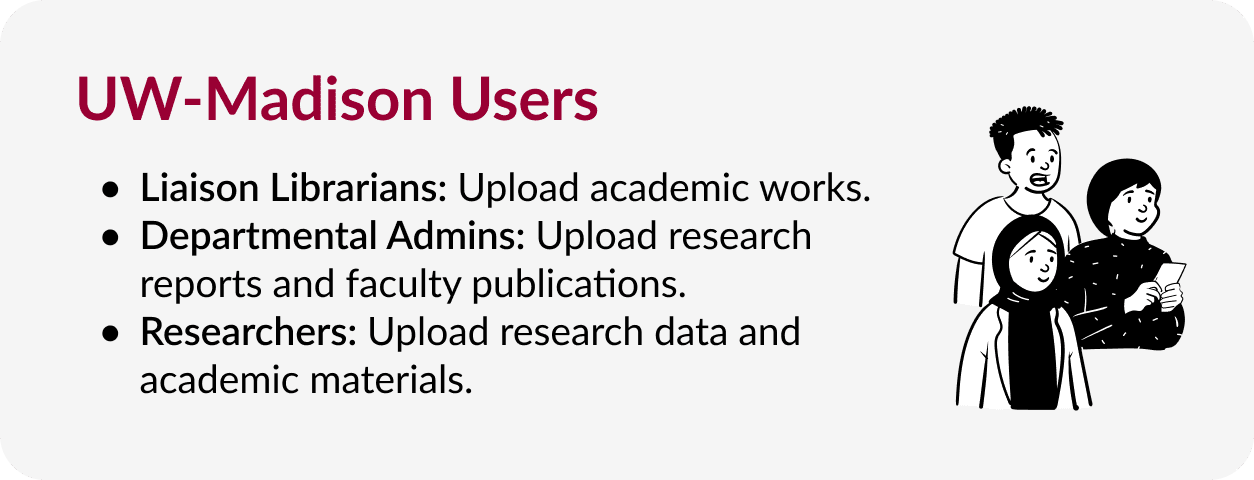 UW-Madison Users
• Liaison Librarians: Upload academic works.
• Departmental Admins: Upload research
reports and faculty publications.
• Researchers: Upload research data and
academic materials.